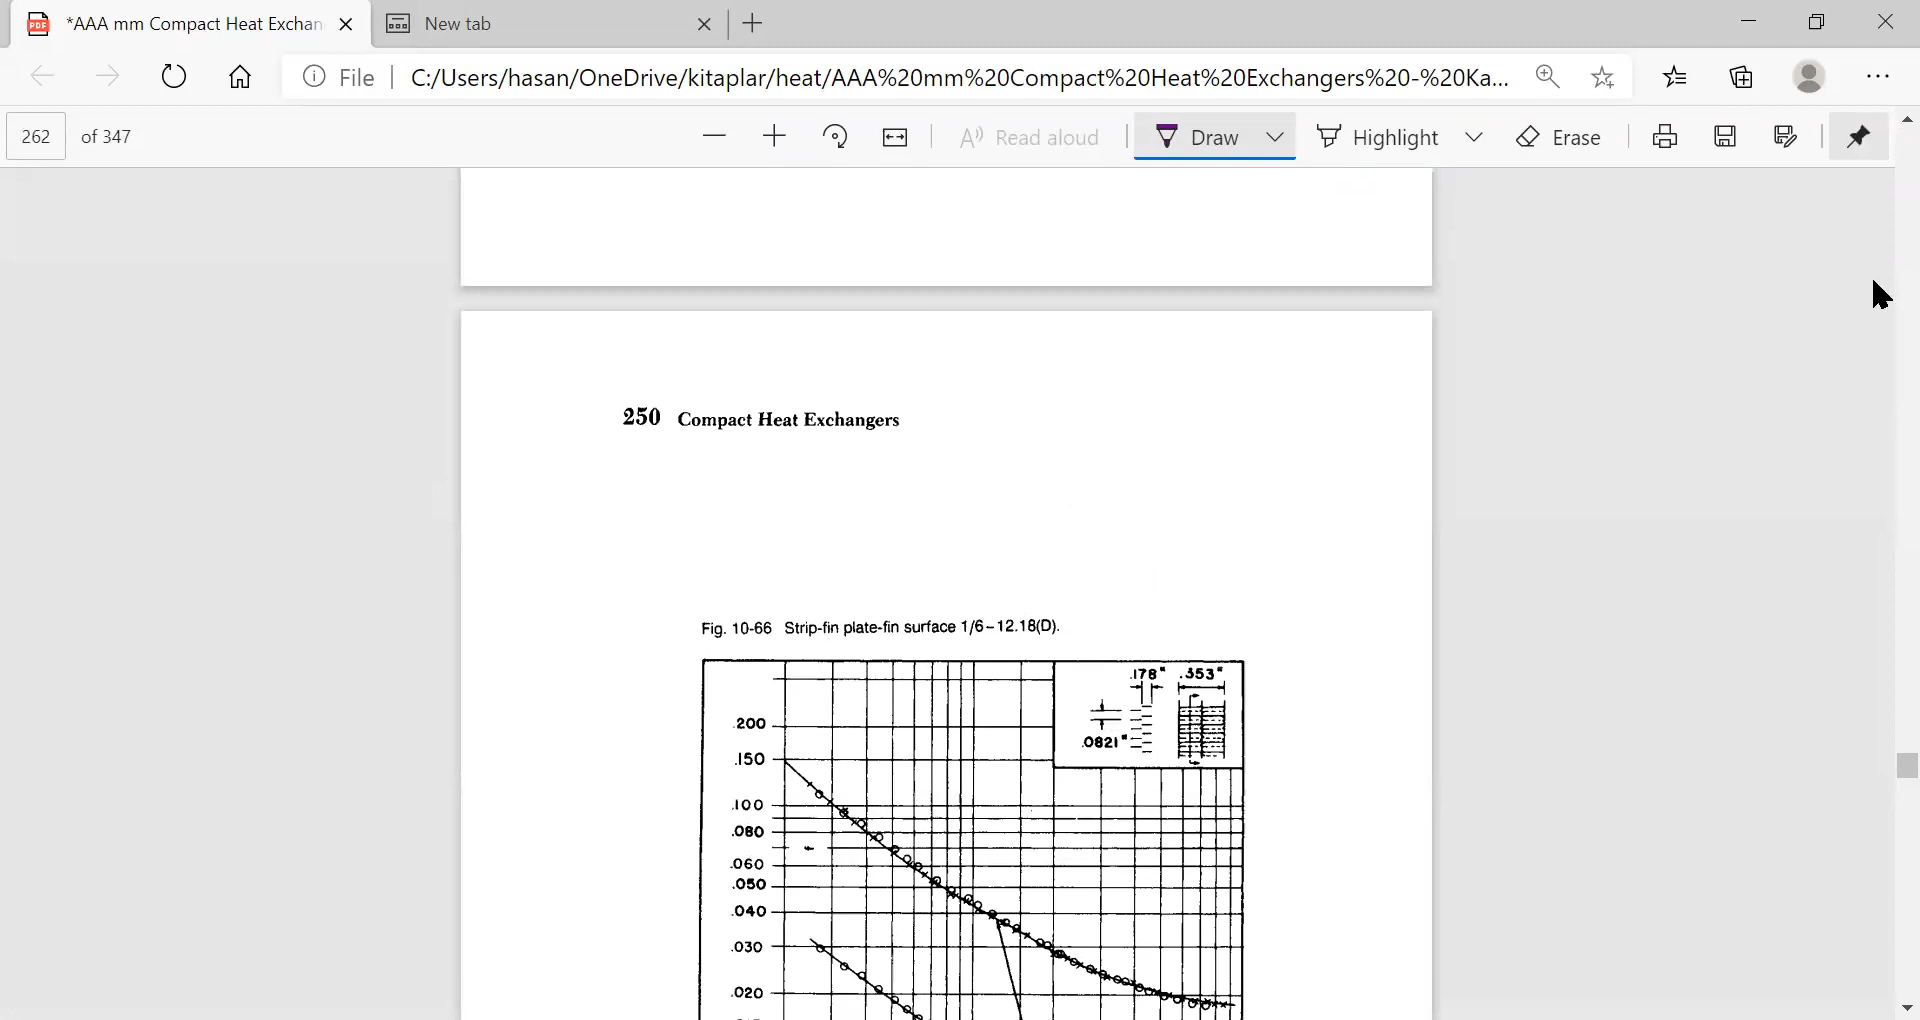 *AAA mm Compact Heat Exchan
New tab
File
C:/Users/hasan/OneDrive/kitaplar/heat/AAA%20mm%20Compact%20Heat%20Exchangers%20-%20Ka...
262 of 347
Read aloud
Draw
Highlight
Erase
250 Compact Heat Exchangers
Fig. 10-66 Strip-fin plate-fin surface 1/6-12.18(D).
.178" .353"
.0821"
.200
.150
.100
.080
.060
.050
.040
.030
.020